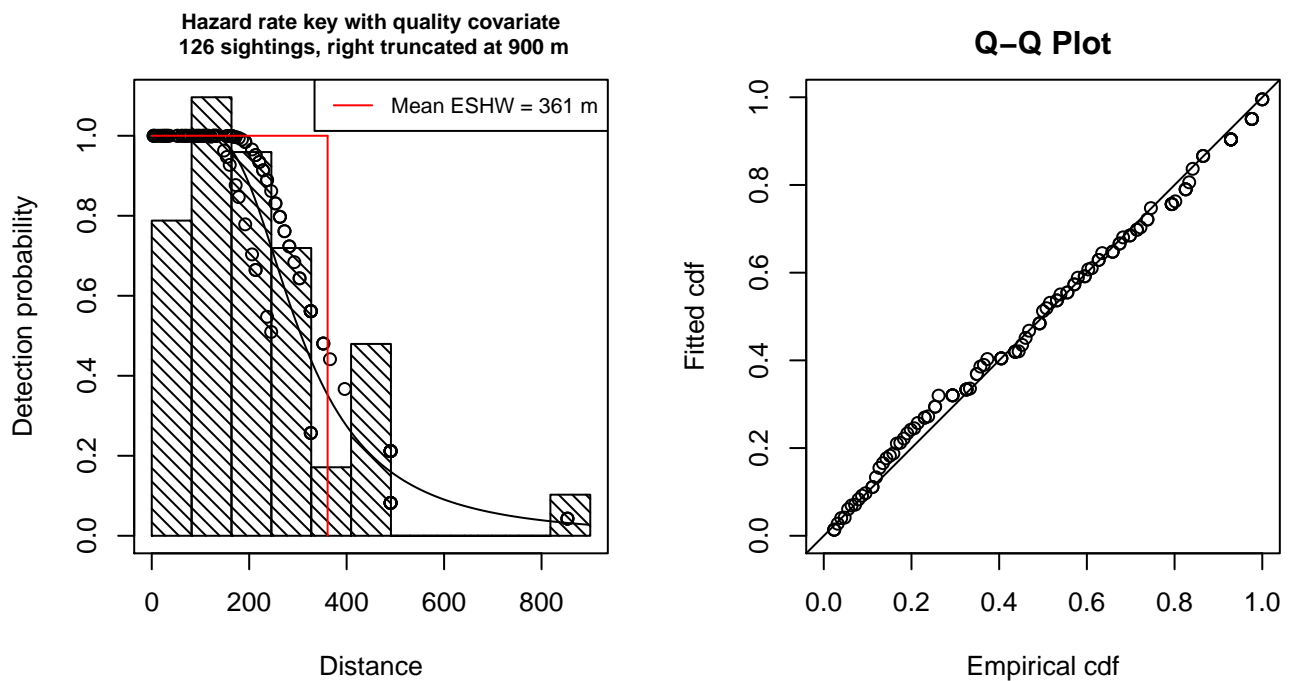 Hazard rate key with quality covariate
126 sightings, right truncated at 900 m
Mean ESHW = 361 m
Detection probability
1.0
0.8
0.6
0.4
0.2
0.0
0 200 400 600 800
Distance
Q−Q Plot
Fitted cdf
1.0
0.8
0.6
0.4
0.2
0.0
0.0 0.2 0.4 0.6 0.8 1.0
Empirical cdf